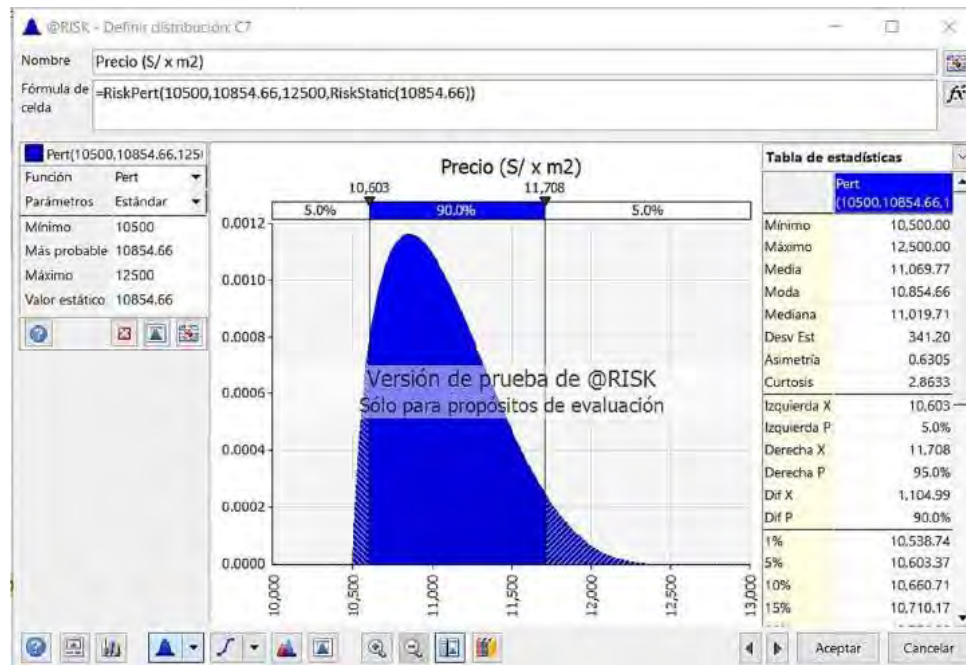 @RISK - Definir distribución: C7
Nombre Precio (S/ x m2)
Fórmula de celda =RiskPert(10500,10854.66,12500,RiskStatic(10854.66))
fx
Pert(10500,10854.66,125
Función Pert
Parámetros Estándar
Mínimo 10500
Más probable 10854.66
Máximo 12500
Valor estático 10854.66
Precio (S/ x m2)
10,603 11,708
5.0% 90.0% 5.0%
0.0012
0.0010
0.0008
0.0006
0.0004
0.0002
0.0000
Versión de prueba de @RISK
Sólo para propósitos de evaluación
10,000 10,500 11,000 11,500 12,000 12,500 13,000
Tabla de estadísticas
Pert
(10500,10854.66,1
Mínimo 10,500.00
Máximo 12,500.00
Media 11,069.77
Moda 10,854.66
Mediana 11,019.71
Desv Est 341.20
Asimetría 0.6305
Curtosis 2.8633
Izquierda X 10,603
Izquierda P 5.0%
Derecha X 11,708
Derecha P 95.0%
Dif X 1,104.99
Dif P 90.0%
1% 10,538.74
5% 10,603.37
10% 10,660.71
15% 10,710.17
Aceptar Cancelar